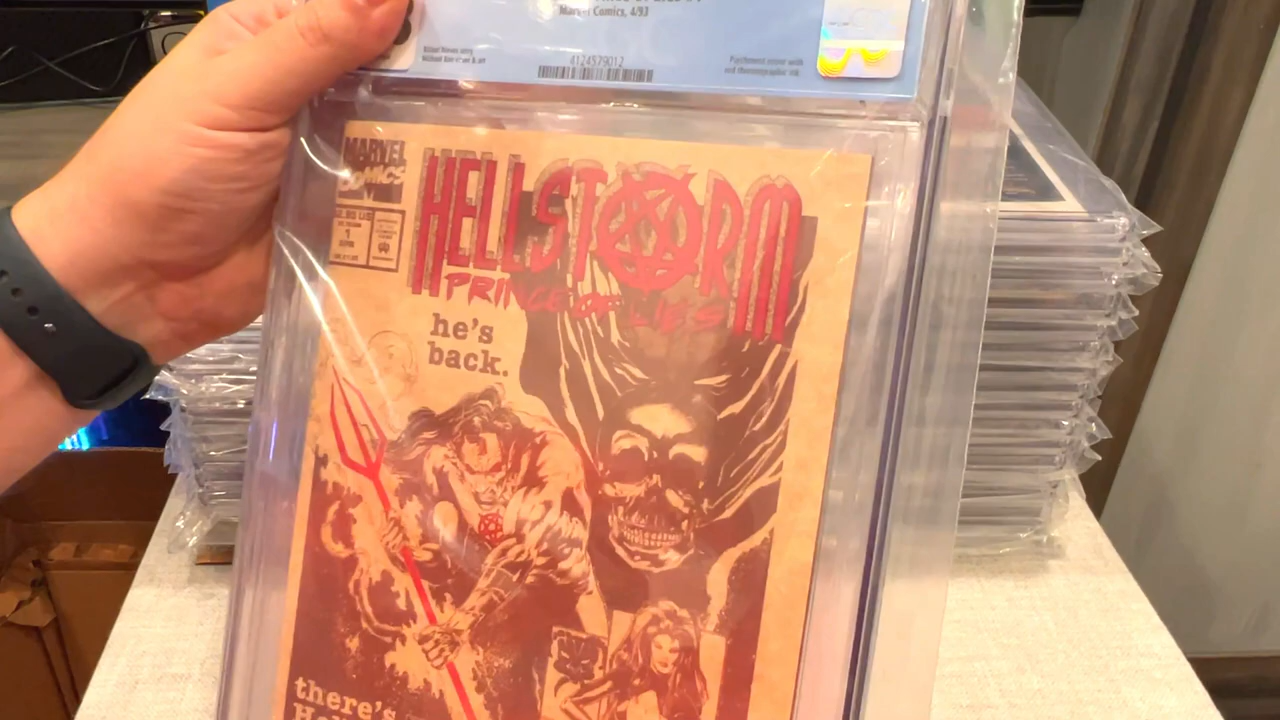 Marvel Comics, 4/93
4124579012
Parchment cover with
red thermographic ink
MARVEL
COMICS
HELLSTORM
PRINCE OF LIES
1
APR
he's
back.
there's